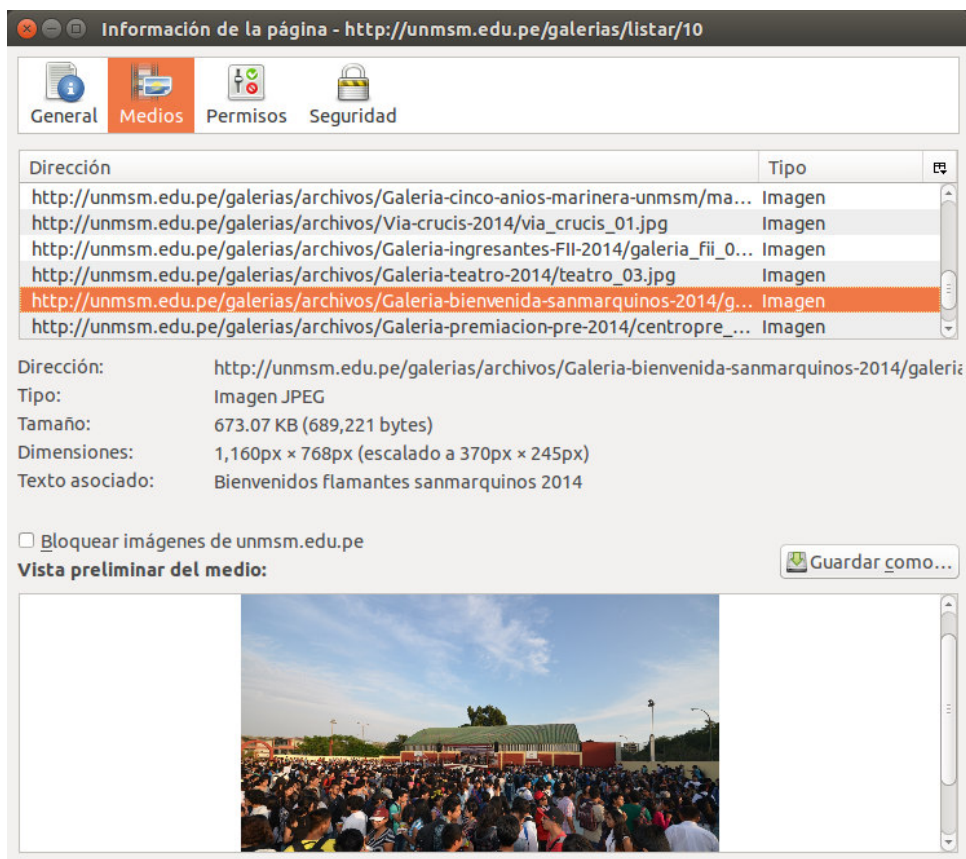 Información de la página - http://unmsm.edu.pe/galerias/listar/10
General Medios Permisos Seguridad
Dirección Tipo
http://unmsm.edu.pe/galerias/archivos/Galeria-cinco-anios-marinera-unmsm/ma... Imagen
http://unmsm.edu.pe/galerias/archivos/Via-crucis-2014/via_crucis_01.jpg Imagen
http://unmsm.edu.pe/galerias/archivos/Galeria-ingresantes-FII-2014/galeria_fii_0... Imagen
http://unmsm.edu.pe/galerias/archivos/Galeria-teatro-2014/teatro_03.jpg Imagen
http://unmsm.edu.pe/galerias/archivos/Galeria-bienvenida-sanmarquinos-2014/g... Imagen
http://unmsm.edu.pe/galerias/archivos/Galeria-premiacion-pre-2014/centropre_... Imagen
Dirección: http://unmsm.edu.pe/galerias/archivos/Galeria-bienvenida-sanmarquinos-2014/galeria
Tipo: Imagen JPEG
Tamaño: 673.07 KB (689,221 bytes)
Dimensiones: 1,160px × 768px (escalado a 370px × 245px)
Texto asociado: Bienvenidos flamantes sanmarquinos 2014
Bloquear imágenes de unmsm.edu.pe
Vista preliminar del medio:
Guardar como...